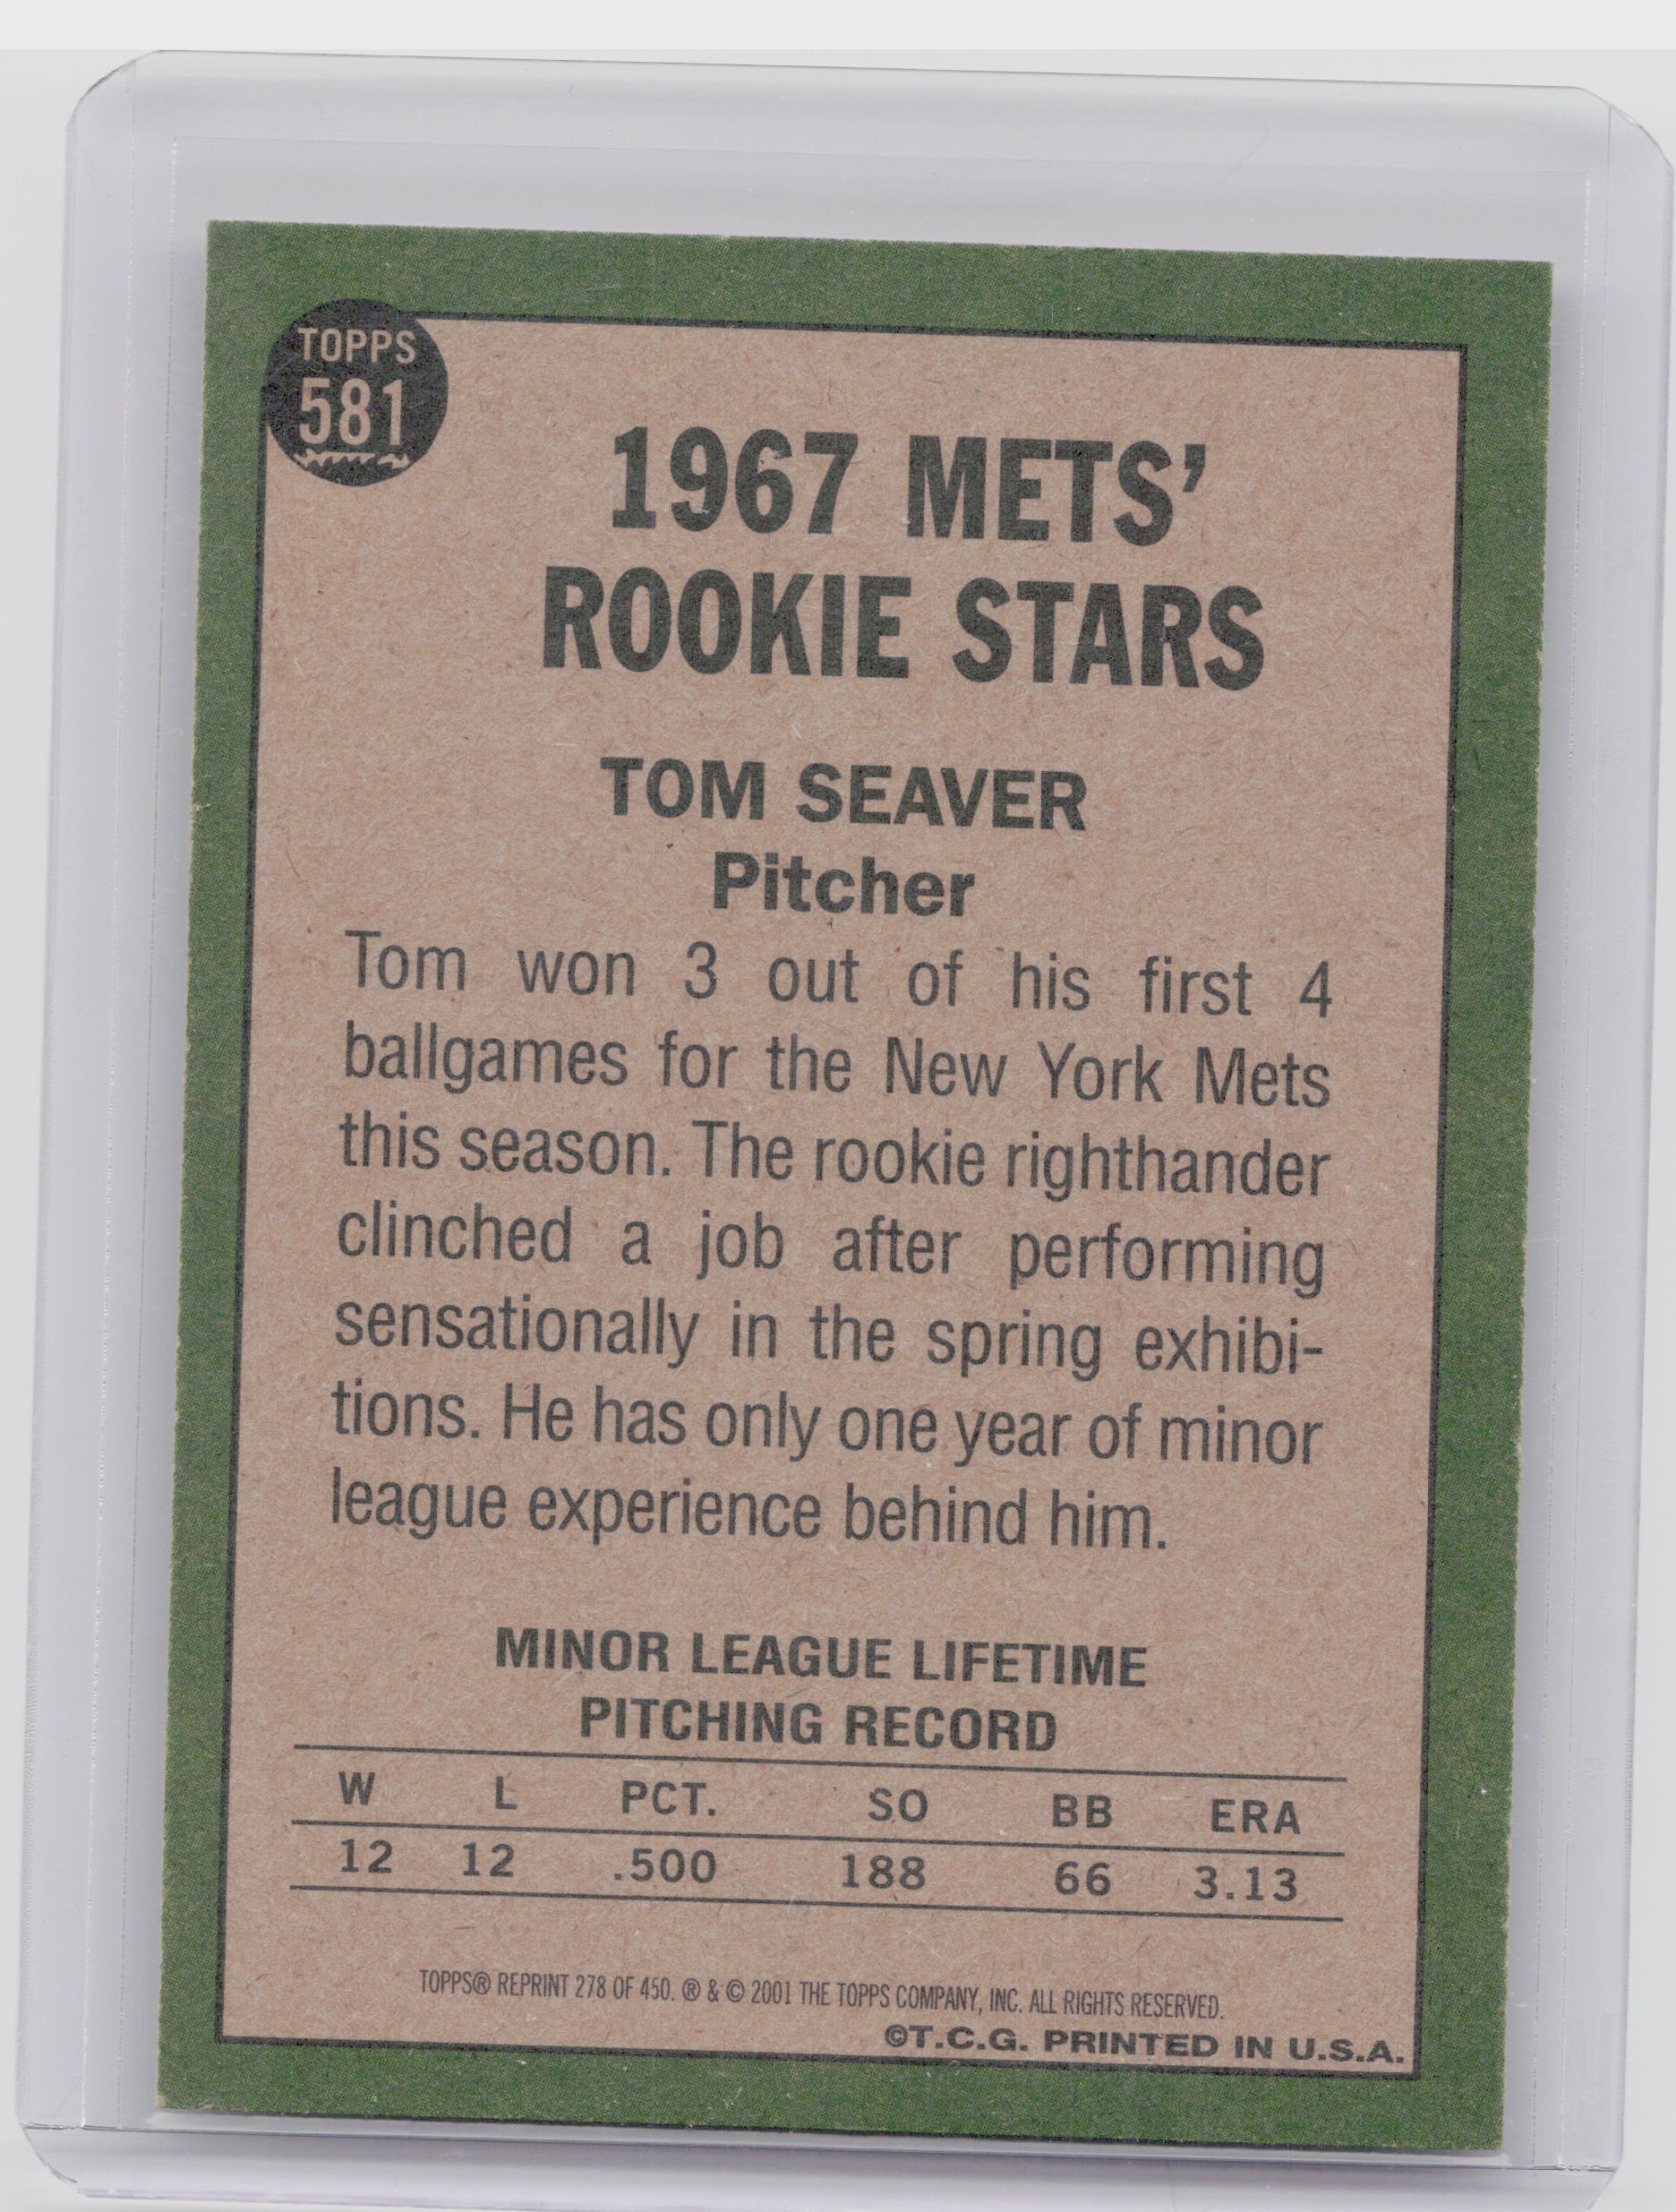 TOPPS
581
1967 METS'
ROOKIE STARS
TOM SEAVER
Pitcher
Tom won 3 out of his first 4
ballgames for the New York Mets
this season. The rookie righthander
clinched a job after performing
sensationally in the spring exhibi-
tions. He has only one year of minor
league experience behind him.
MINOR LEAGUE LIFETIME
PITCHING RECORD
W L PCT. SO BB ERA
12 12 .500 188 66 3.13
TOPPS® REPRINT 278 OF 450. ® & © 2001 THE TOPPS COMPANY, INC. ALL RIGHTS RESERVED.
©T.C.G. PRINTED IN U.S.A.